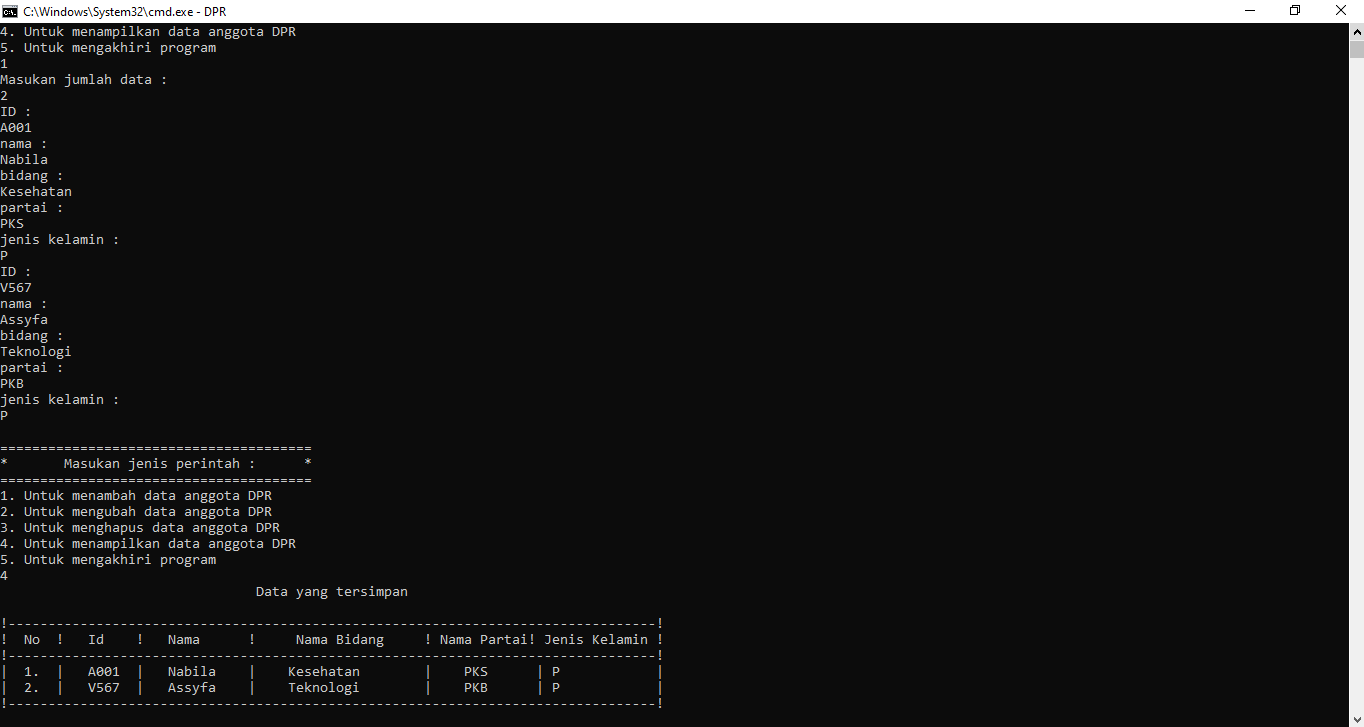 C:\Windows\System32\cmd.exe - DPR
4. Untuk menampilkan data anggota DPR
5. Untuk mengakhiri program
1
Masukan jumlah data :
2
ID :
A001
nama :
Nabila
bidang :
Kesehatan
partai :
PKS
jenis kelamin :
P
ID :
V567
nama :
Assyfa
bidang :
Teknologi
partai :
PKB
jenis kelamin :
P
=======================================
*       Masukan jenis perintah :      *
=======================================
1. Untuk menambah data anggota DPR
2. Untuk mengubah data anggota DPR
3. Untuk menghapus data anggota DPR
4. Untuk menampilkan data anggota DPR
5. Untuk mengakhiri program
4
Data yang tersimpan
!---------------------------------------------------------------------------------!
!  No  !   Id    !   Nama      !     Nama Bidang     ! Nama Partai! Jenis Kelamin !
!---------------------------------------------------------------------------------!
|  1.  |   A001  |   Nabila    |    Kesehatan        |    PKS      | P            |
|  2.  |   V567  |   Assyfa    |    Teknologi        |    PKB      | P            |
!---------------------------------------------------------------------------------!